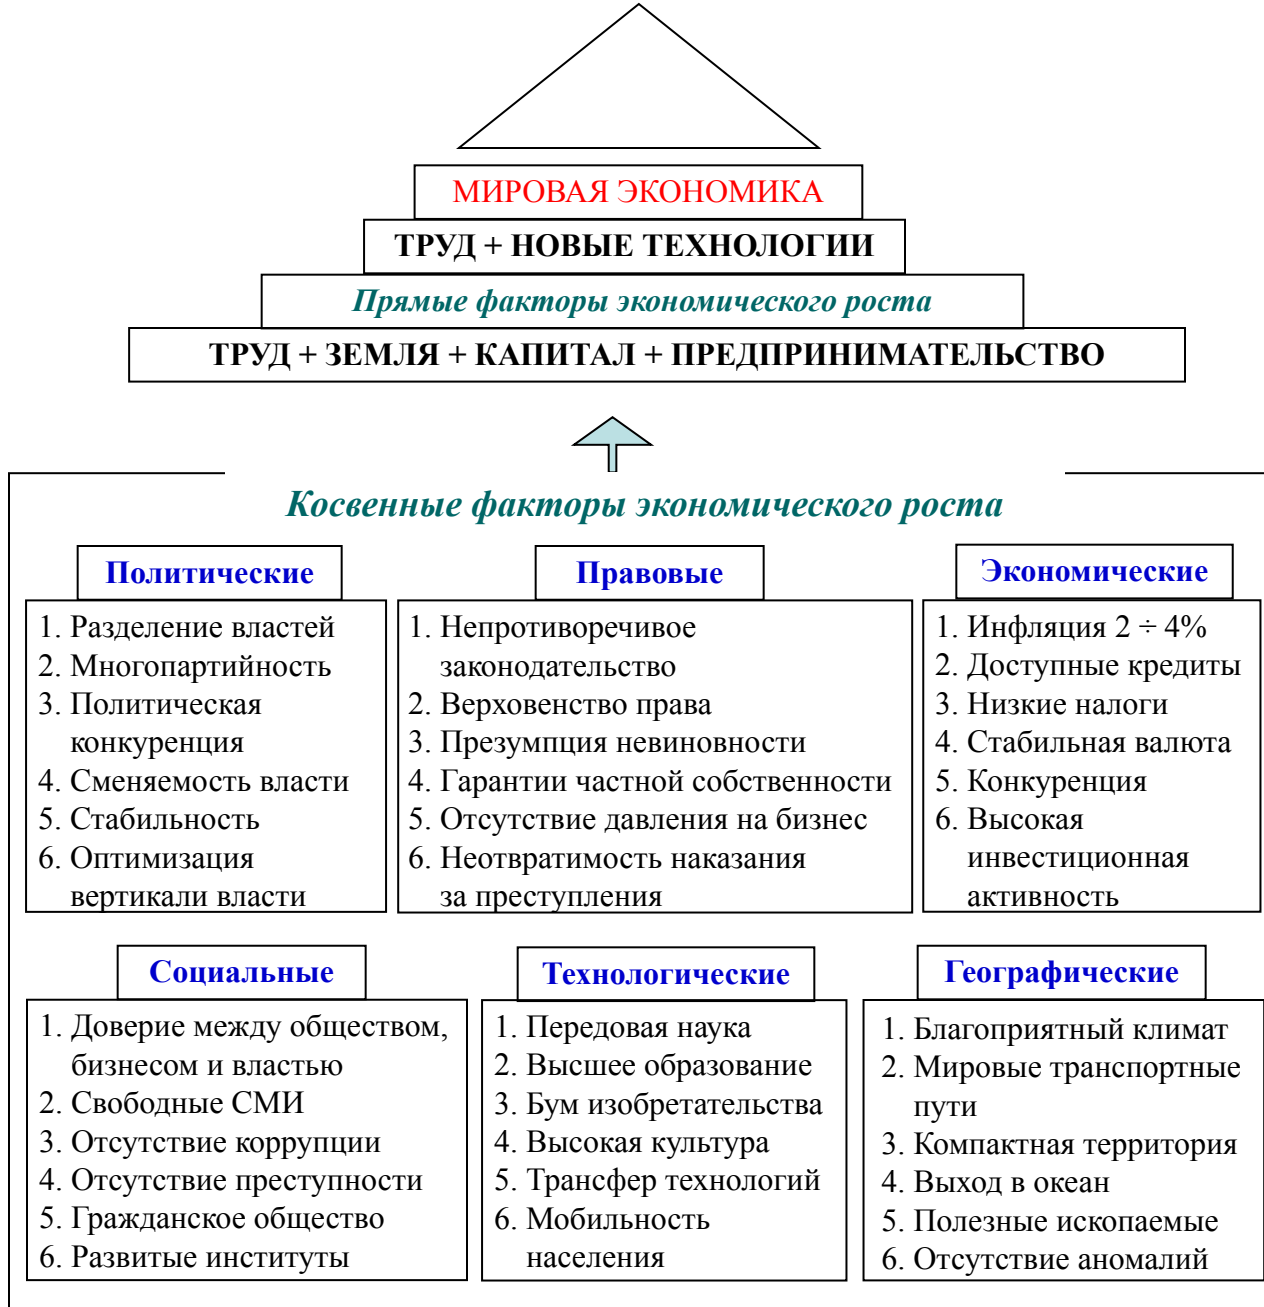 МИРОВАЯ ЭКОНОМИКА
ТРУД + НОВЫЕ ТЕХНОЛОГИИ
Прямые факторы экономического роста
ТРУД + ЗЕМЛЯ + КАПИТАЛ + ПРЕДПРИНИМАТЕЛЬСТВО
Косвенные факторы экономического роста
Политические
1. Разделение властей
2. Многопартийность
3. Политическая
конкуренция
4. Сменяемость власти
5. Стабильность
6. Оптимизация
вертикали власти
Правовые
1. Непротиворечивое
законодательство
2. Верховенство права
3. Презумпция невиновности
4. Гарантии частной собственности
5. Отсутствие давления на бизнес
6. Неотвратимость наказания
за преступления
Экономические
1. Инфляция 2 ÷ 4%
2. Доступные кредиты
3. Низкие налоги
4. Стабильная валюта
5. Конкуренция
6. Высокая
инвестиционная
активность
Социальные
1. Доверие между обществом,
бизнесом и властью
2. Свободные СМИ
3. Отсутствие коррупции
4. Отсутствие преступности
5. Гражданское общество
6. Развитые институты
Технологические
1. Передовая наука
2. Высшее образование
3. Бум изобретательства
4. Высокая культура
5. Трансфер технологий
6. Мобильность
населения
Географические
1. Благоприятный климат
2. Мировые транспортные
пути
3. Компактная территория
4. Выход в океан
5. Полезные ископаемые
6. Отсутствие аномалий